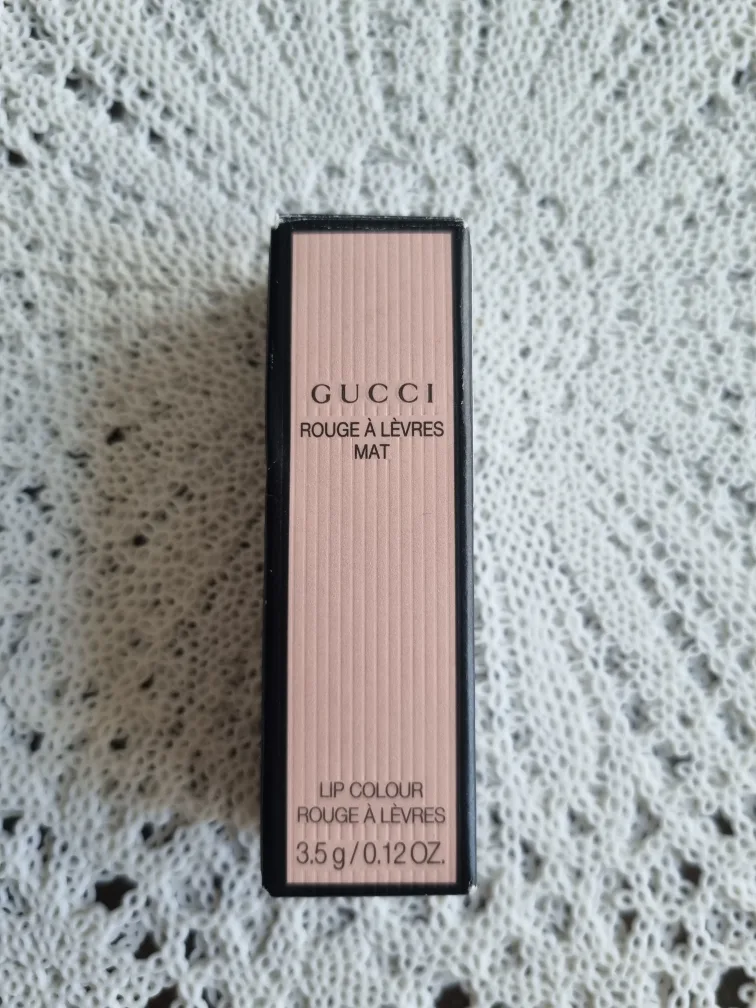 GUCCI
ROUGE À LÈVRES
MAT
LIP COLOUR
ROUGE À LÈVRES
3.5 g/0.12 OZ.